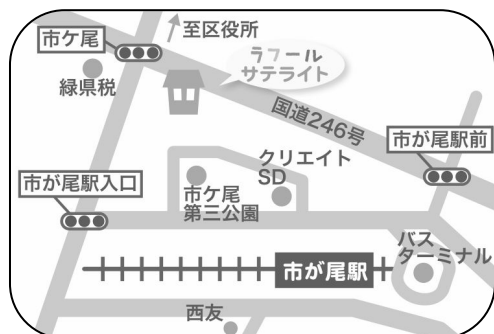 市ケ尾
至区役所
ラフール
サテライト
緑県税
国道246号
市が尾駅前
市が尾駅入口
クリエイト
SD
市ケ尾
第三公園
バス
ターミナル
市が尾駅
西友